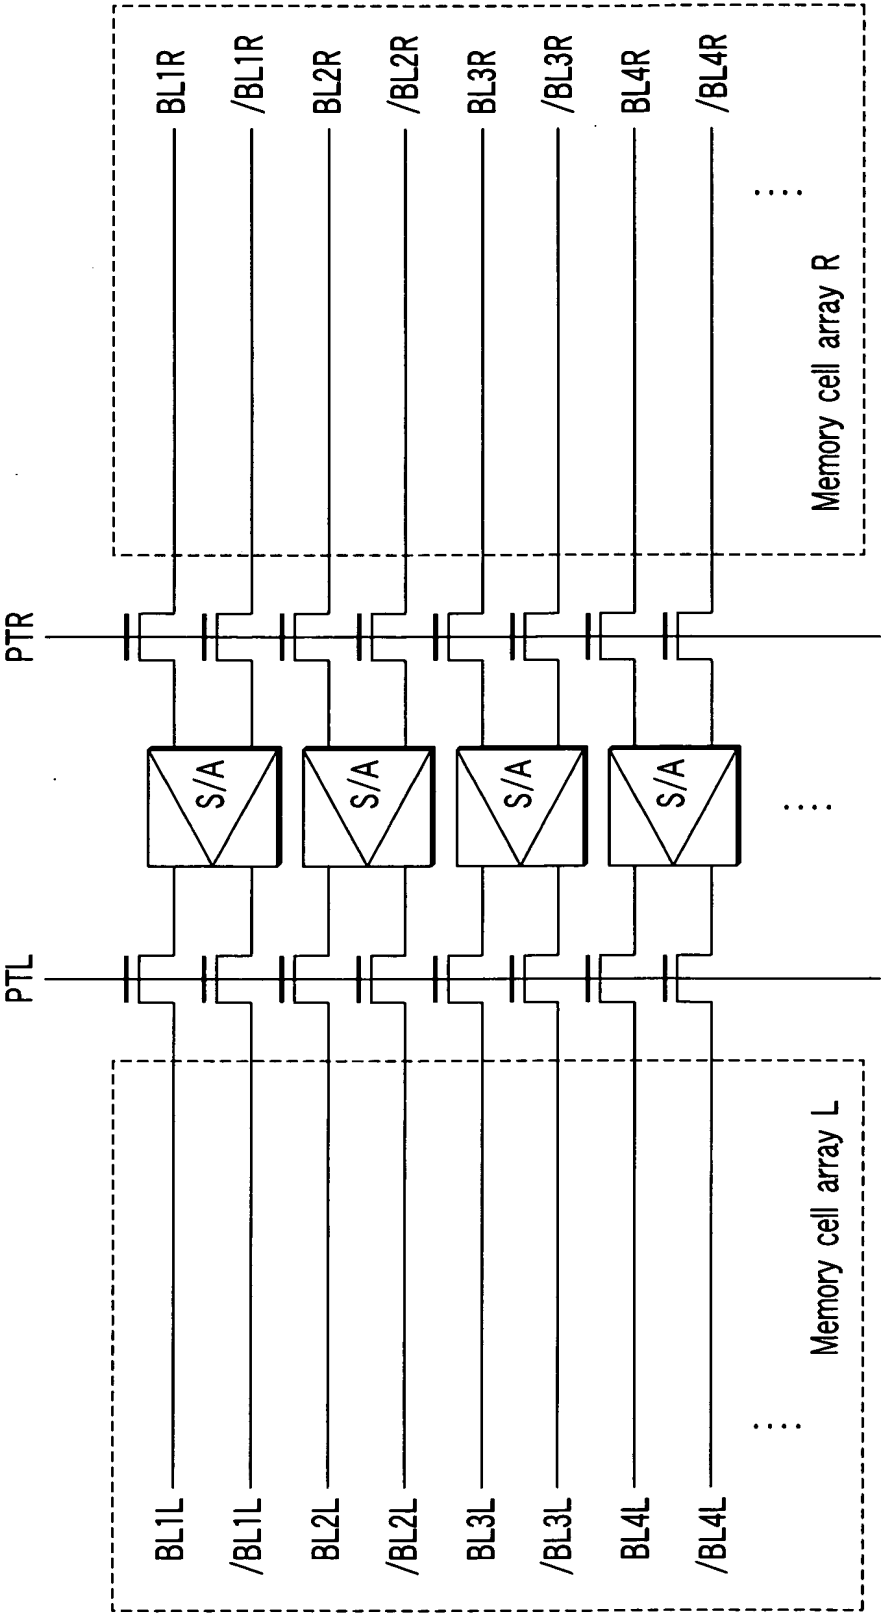 BL1R
/BL1R
BL2R
/BL2R
BL3R
/BL3R
BL4R
/BL4R
....
Memory cell array R
PTR
S/A
S/A
S/A
S/A
....
PTL
Memory cell array L
....
BL1L
/BL1L
BL2L
/BL2L
BL3L
/BL3L
BL4L
/BL4L